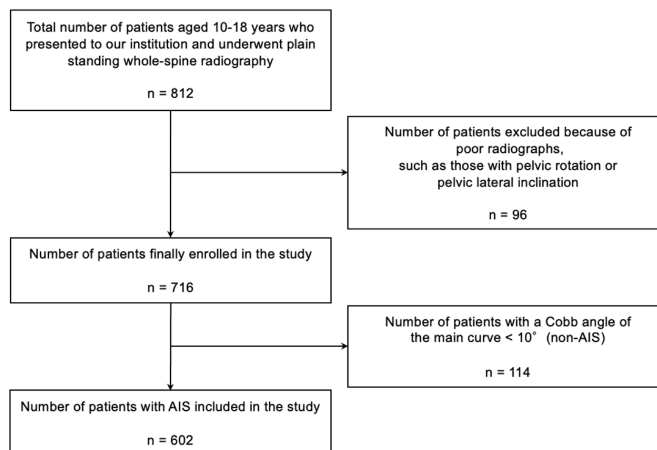 Total number of patients aged 10-18 years who
presented to our institution and underwent plain
standing whole-spine radiography
n = 812
Number of patients excluded because of
poor radiographs,
such as those with pelvic rotation or
pelvic lateral inclination
n = 96
Number of patients finally enrolled in the study
n = 716
Number of patients with a Cobb angle of
the main curve < 10° (non-AIS)
n = 114
Number of patients with AIS included in the study
n = 602